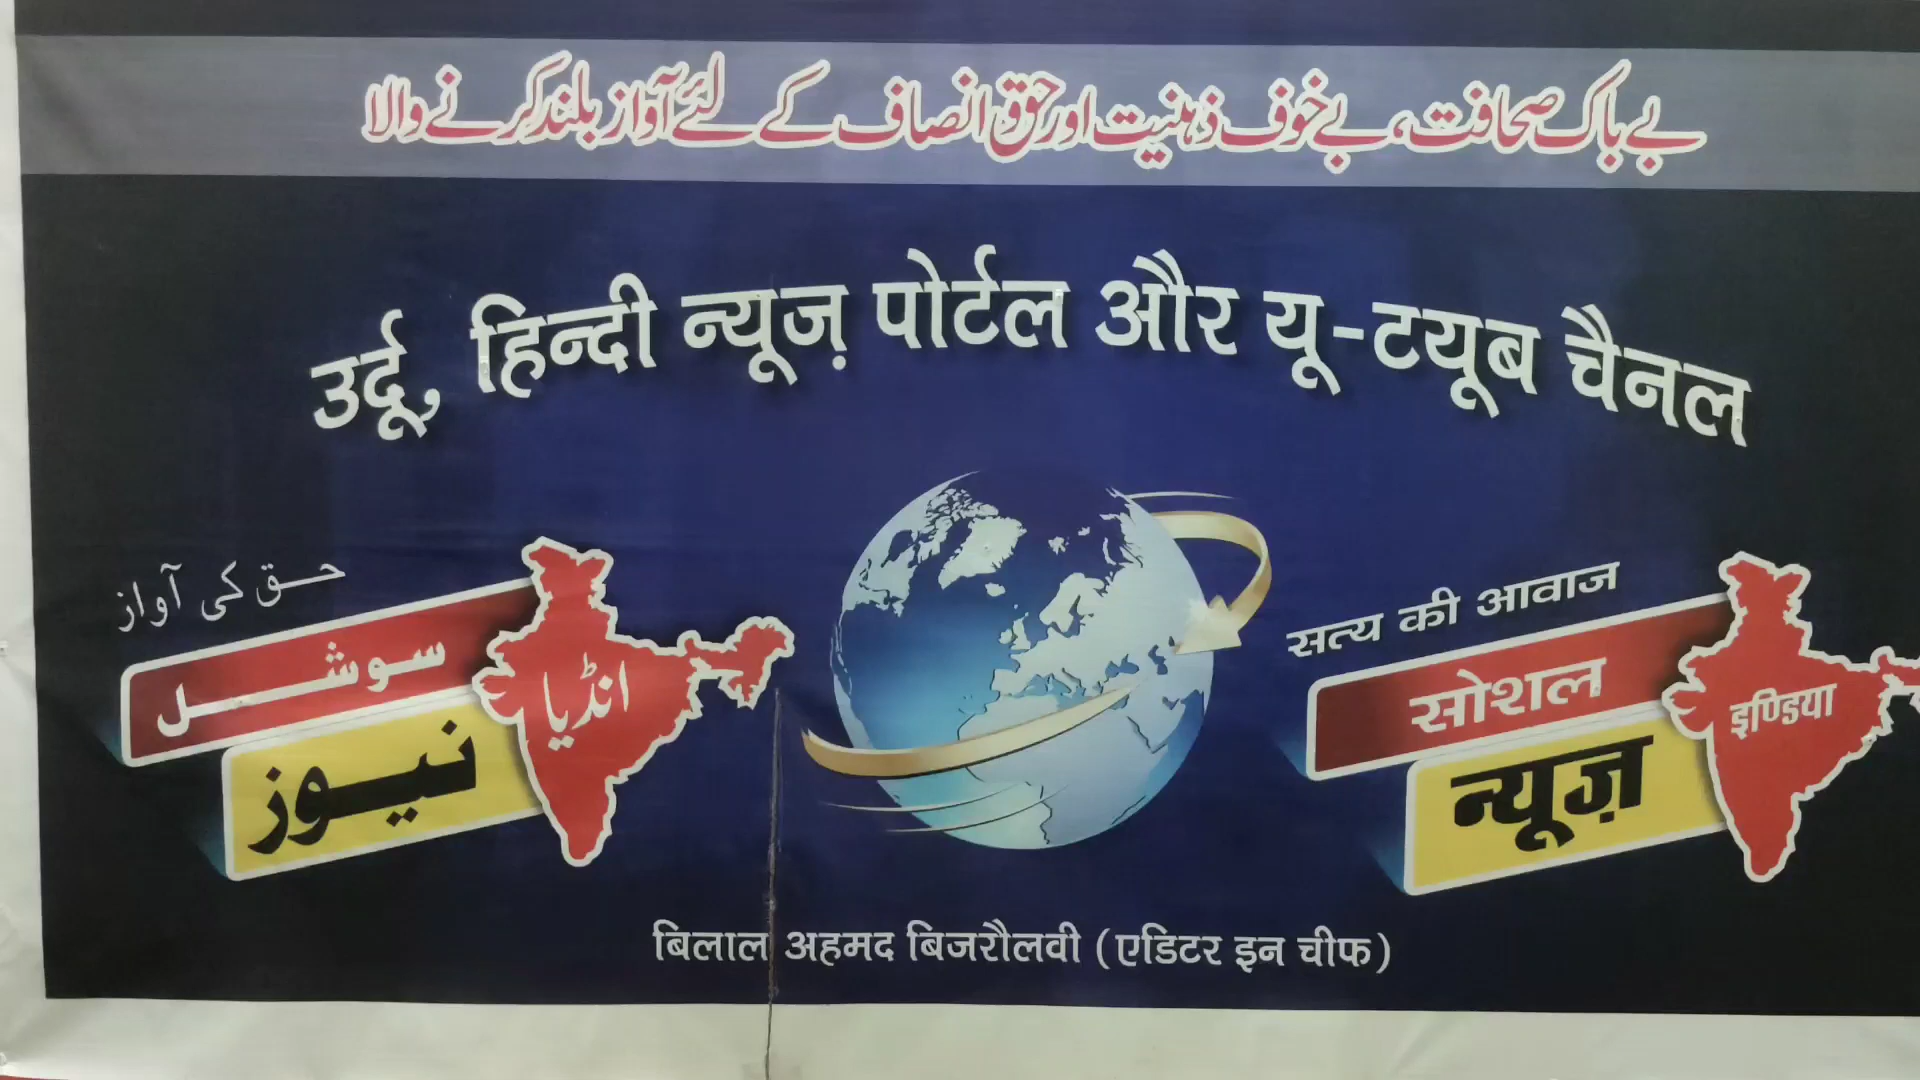 بے باک صحافت، بے خوف ذہنیت اور حق انصاف کے لئے آواز بلند کرنے والا
उर्दू, हिन्दी न्यूज़ पोर्टल और यू-टयूब चैनल
حق کی آواز
سوشل
نیوز
انڈیا
सत्य की आवाज
सोशल
न्यूज़
इण्डिया
बिलाल अहमद बिजरौलवी (एडिटर इन चीफ)